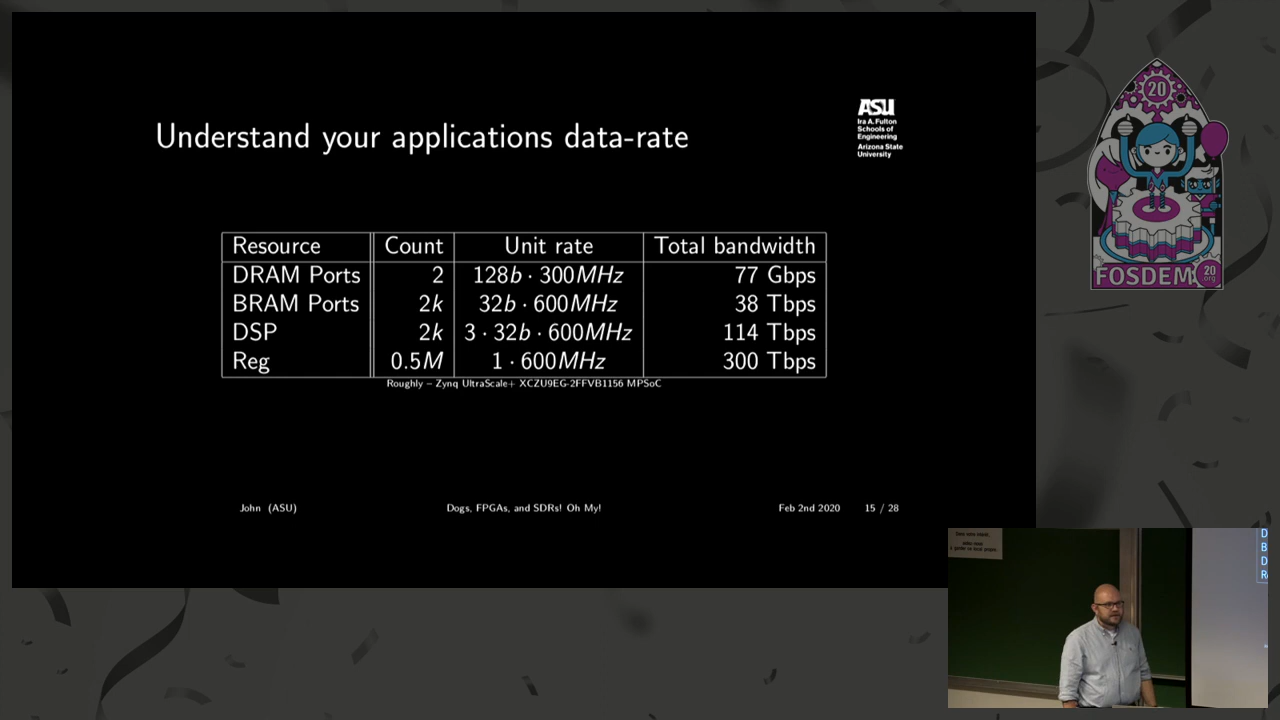 Understand your applications data-rate
ASU
Ira A. Fulton
Schools of
Engineering
Arizona State
University
Resource Count Unit rate Total bandwidth
DRAM Ports 2 128b · 300MHz 77 Gbps
BRAM Ports 2k 32b · 600MHz 38 Tbps
DSP 2k 3 · 32b · 600MHz 114 Tbps
Reg 0.5M 1 · 600MHz 300 Tbps
Roughly – Zynq UltraScale+ XCZU9EG-2FFVB1156 MPSoC
John (ASU) Dogs, FPGAs, and SDRs! Oh My! Feb 2nd 2020 15 / 28
20
FOSDEM 20
.org
D
B
D
R